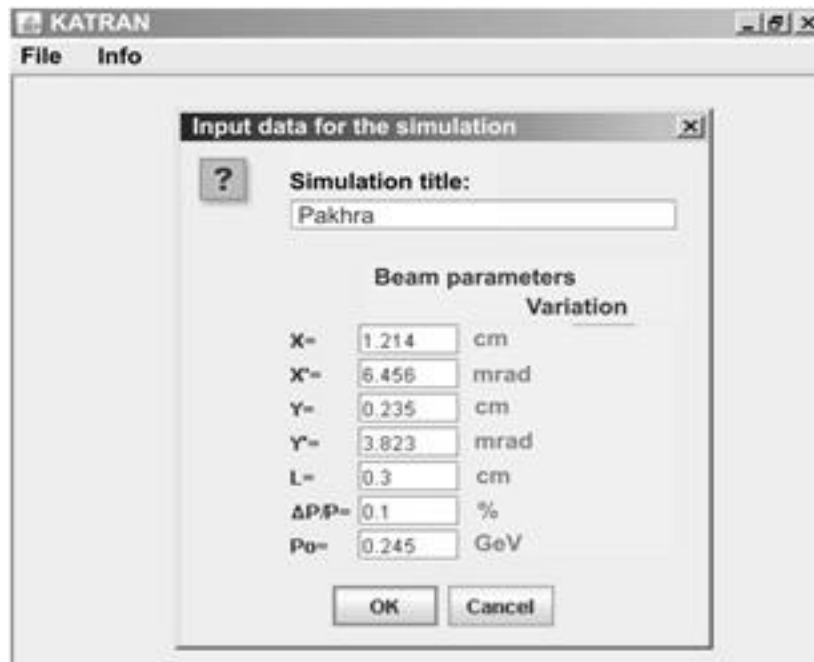 KATRAN
File Info
Input data for the simulation
?
Simulation title:
Pakhra
Beam parameters
Variation
X= 1.214 cm
X'= 6.456 mrad
Y= 0.235 cm
Y'= 3.823 mrad
L= 0.3 cm
ΔP/P= 0.1 %
Po= 0.245 GeV
OK Cancel